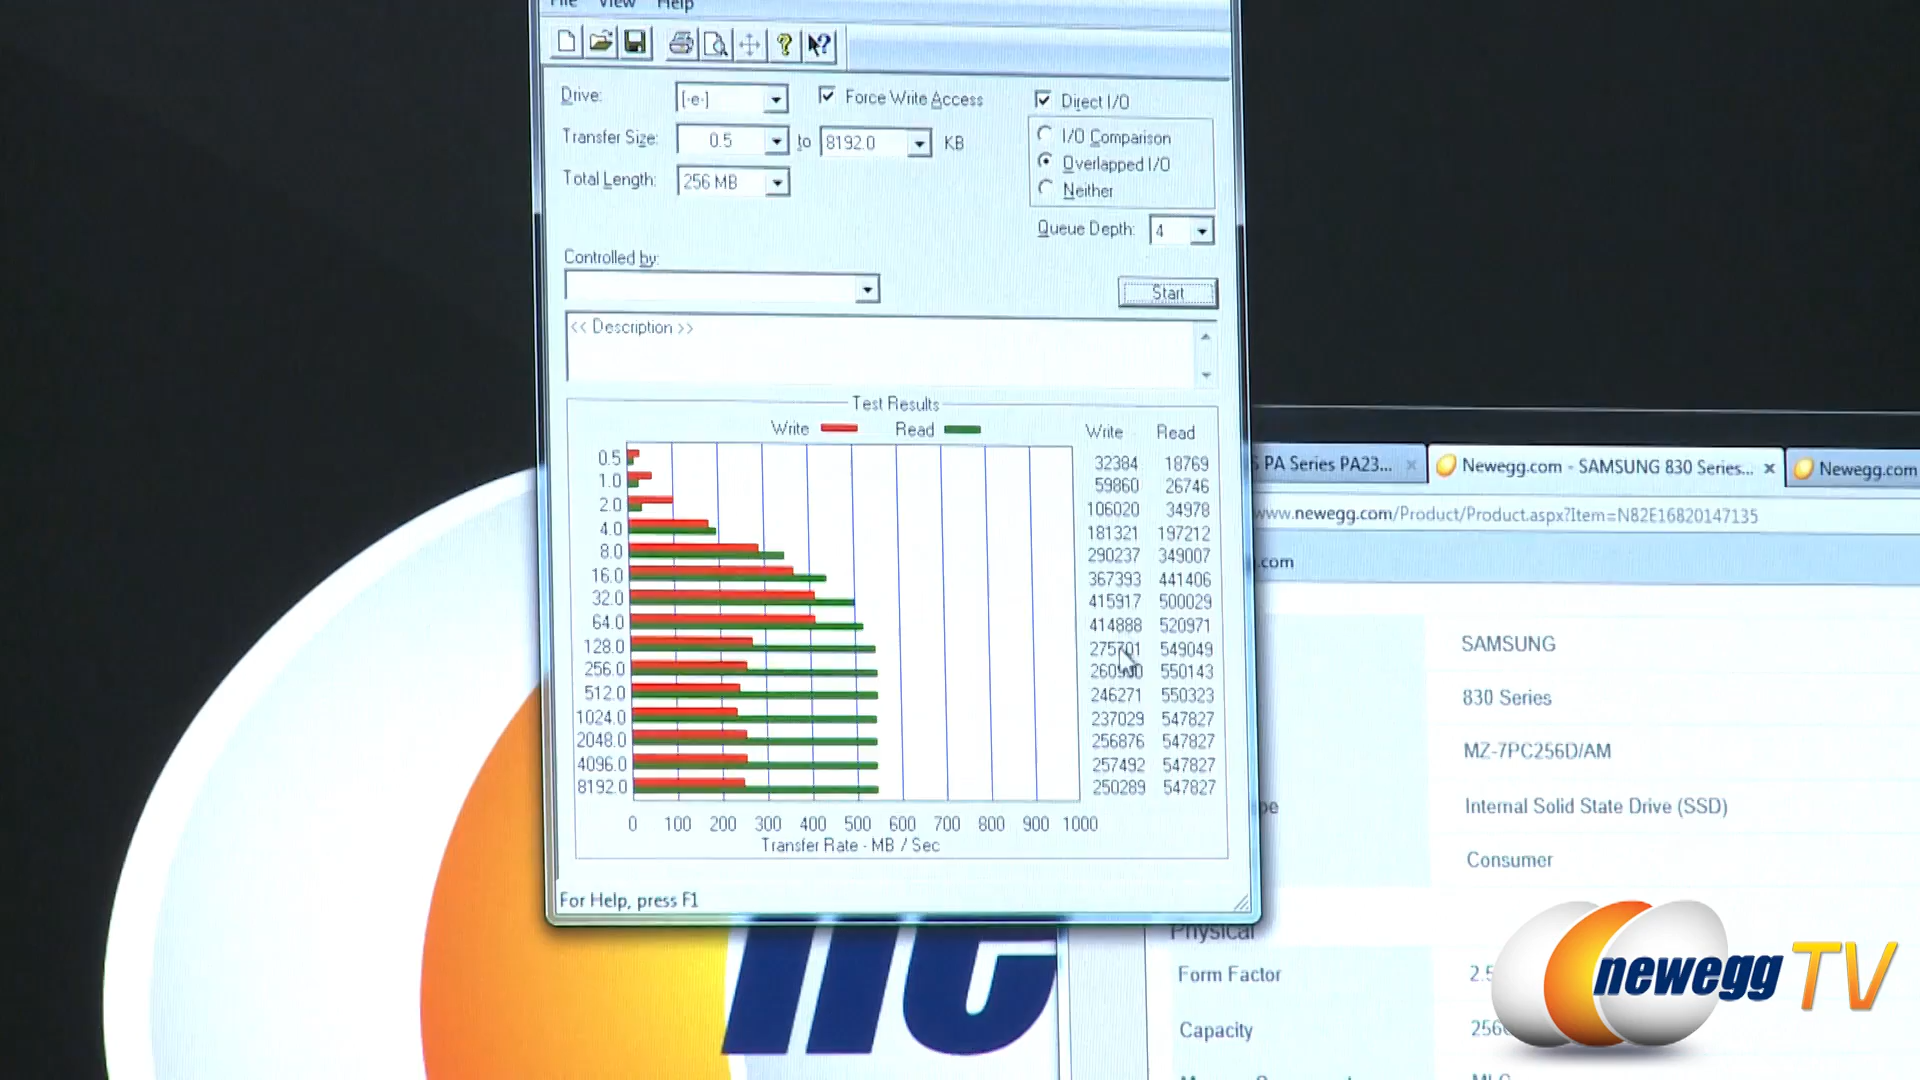 File View Help
Drive: [-e-] Force Write Access Direct I/O
Transfer Size: 0.5 to 8192.0 KB I/O Comparison
Overlapped I/O
Total Length: 256 MB Neither
Queue Depth: 4
Controlled by:
Start
<< Description >>
Test Results
Write Read Write Read
0.5 32384 18769
1.0 59860 26746
2.0 106020 34978
4.0 181321 197212
8.0 290237 349007
16.0 367393 441406
32.0 415917 500029
64.0 414888 520971
128.0 275701 549049
256.0 550143
512.0 246271 550323
1024.0 237029 547827
2048.0 256876 547827
4096.0 257492 547827
8192.0 250289 547827
0 100 200 300 400 500 600 700 800 900 1000
Transfer Rate - MB / Sec
For Help, press F1
PA Series PA23... Newegg.com - SAMSUNG 830 Series... Newegg.com
www.newegg.com/Product/Product.aspx?Item=N82E16820147135
.com
SAMSUNG
830 Series
MZ-7PC256D/AM
Internal Solid State Drive (SSD)
Consumer
Physical
Form Factor 2.5
Capacity 256
MLC
newegg TV